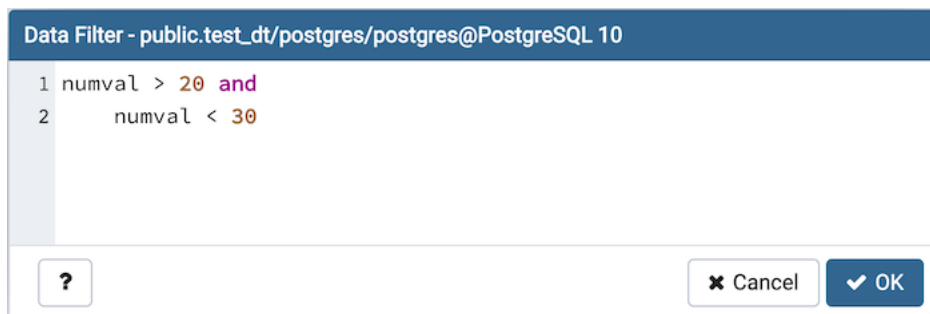 Data Filter - public.test_dt/postgres/postgres@PostgreSQL 10
1 numval > 20 and
2 numval < 30
? Cancel OK